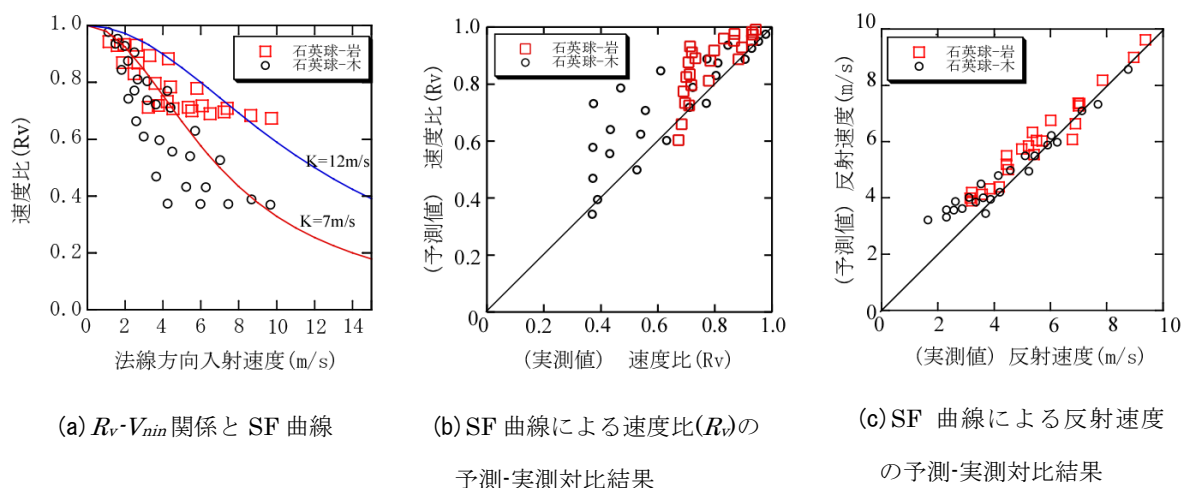 1.0
0.8
0.6
0.4
0.2
0.0
速度比(Rv)
石英球-岩
石英球-木
K=12m/s
K=7m/s
0 2 4 6 8 10 12 14
法線方向入射速度(m/s)
(a) Rv-Vnin 関係と SF 曲線
1.0
0.8
0.6
0.4
0.2
0
(予測値) 速度比(Rv)
石英球-岩
石英球-木
0 0.2 0.4 0.6 0.8 1.0
(実測値) 速度比(Rv)
(b) SF 曲線による速度比(Rv)の
予測-実測対比結果
10
8
6
4
2
0
(予測値) 反射速度(m/s)
石英球-岩
石英球-木
0 2 4 6 8 10
(実測値) 反射速度(m/s)
(c) SF 曲線による反射速度
の予測-実測対比結果